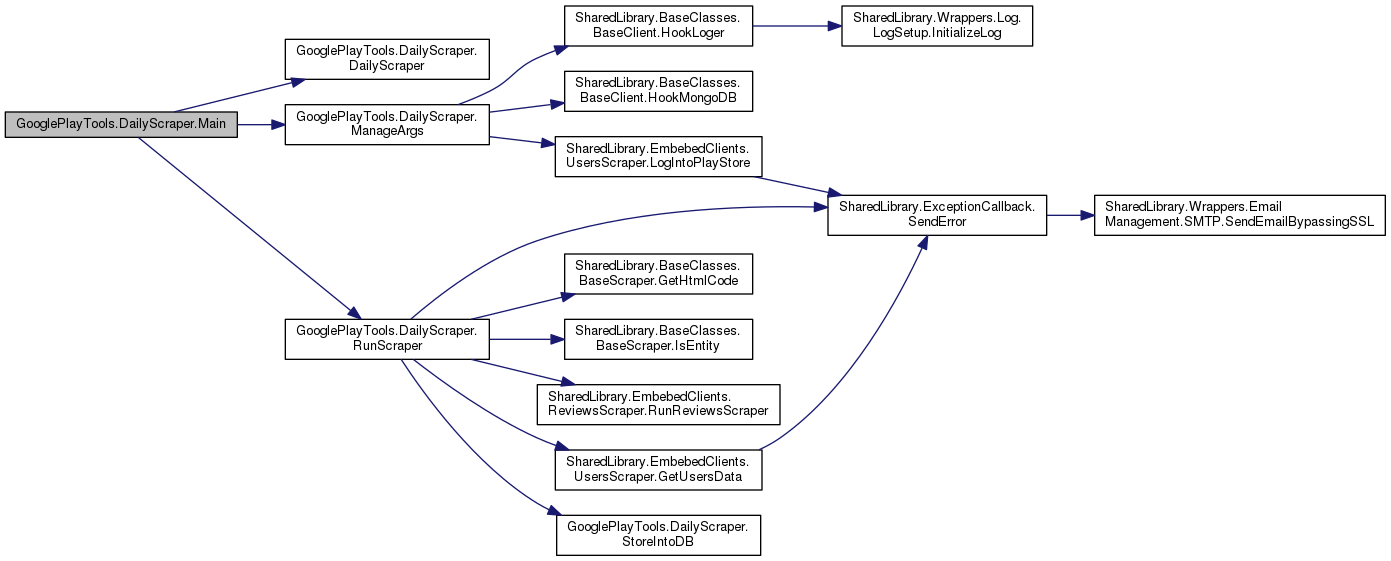 GooglePlayTools.DailyScraper.Main
GooglePlayTools.DailyScraper.
DailyScraper
GooglePlayTools.DailyScraper.
ManageArgs
SharedLibrary.BaseClasses.
BaseClient.HookLoger
SharedLibrary.Wrappers.Log.
LogSetup.InitializeLog
SharedLibrary.BaseClasses.
BaseClient.HookMongoDB
SharedLibrary.EmbebedClients.
UsersScraper.LogIntoPlayStore
SharedLibrary.ExceptionCallback.
SendError
SharedLibrary.Wrappers.Email
Management.SMTP.SendEmailBypassingSSL
GooglePlayTools.DailyScraper.
RunScraper
SharedLibrary.BaseClasses.
BaseScraper.GetHtmlCode
SharedLibrary.BaseClasses.
BaseScraper.IsEntity
SharedLibrary.EmbebedClients.
ReviewsScraper.RunReviewsScraper
SharedLibrary.EmbebedClients.
UsersScraper.GetUsersData
GooglePlayTools.DailyScraper.
StoreIntoDB